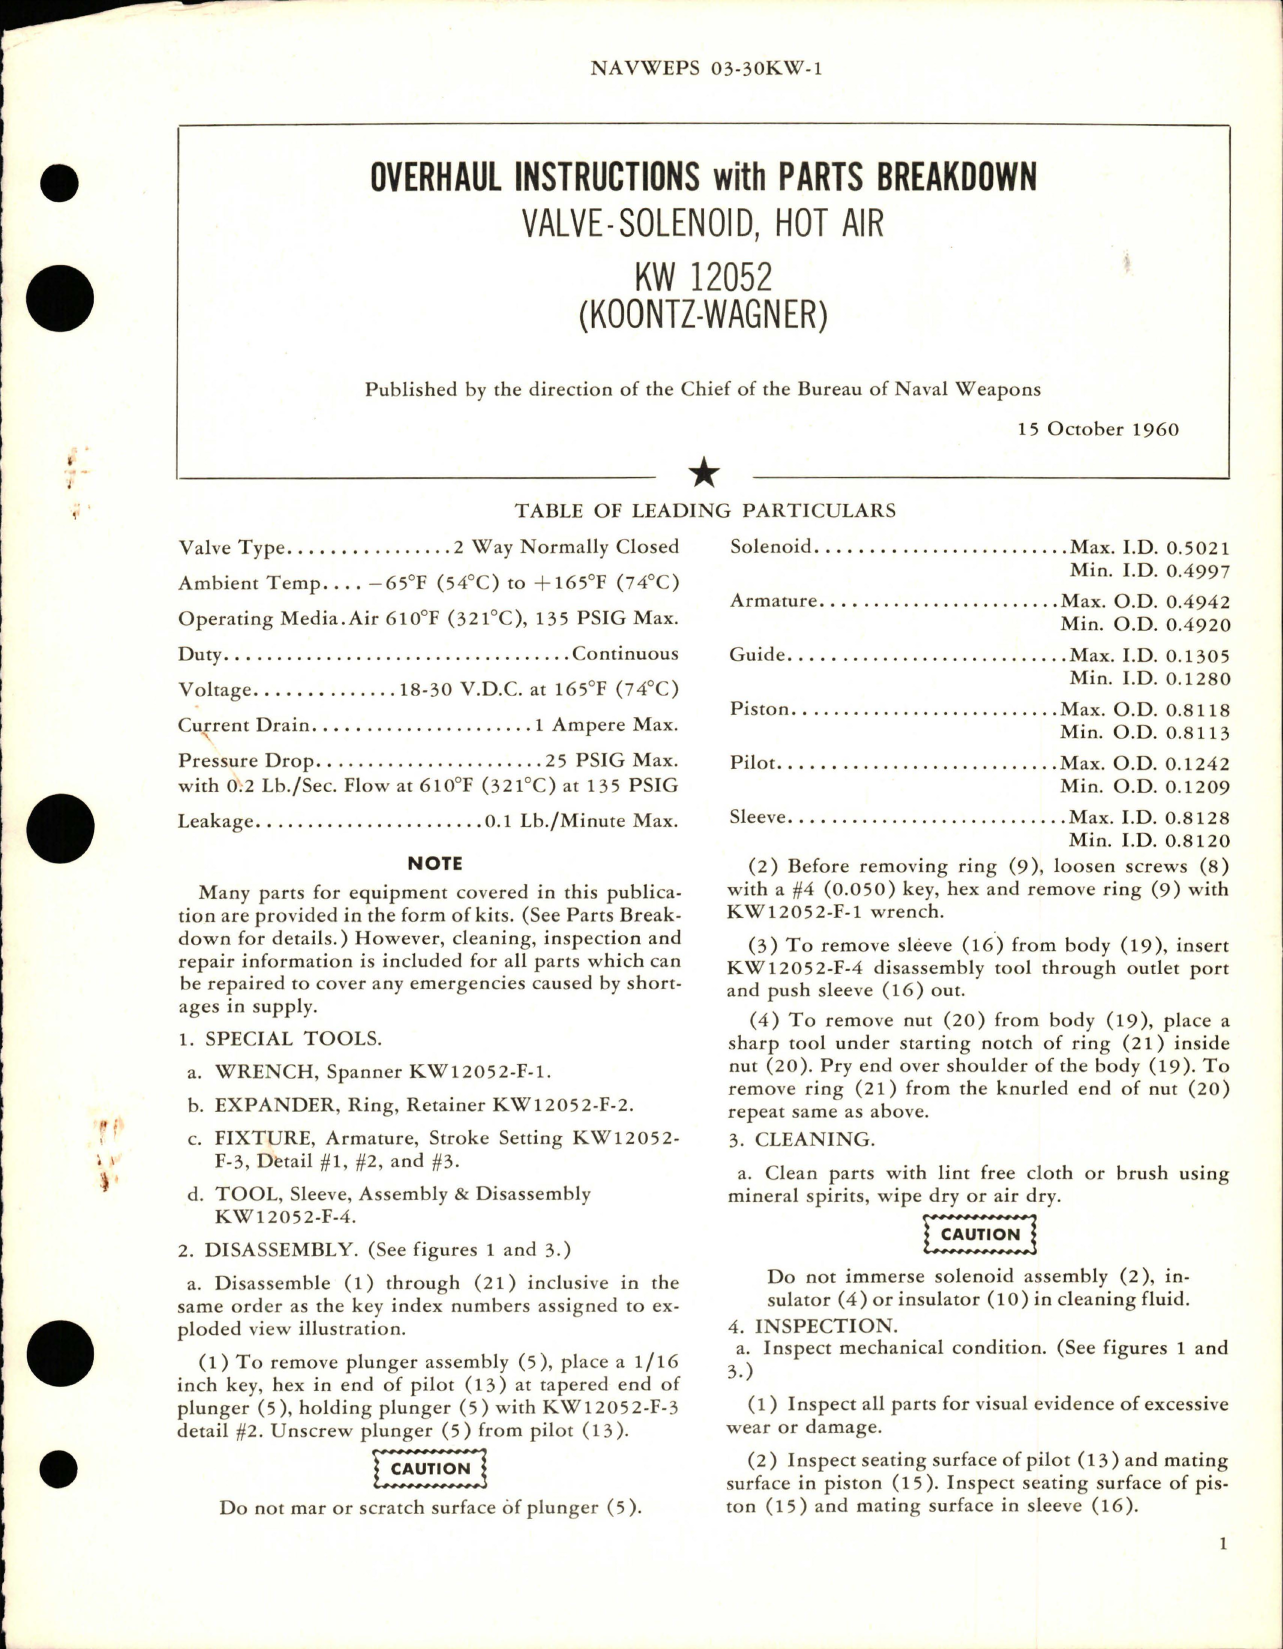 NAVWEPS 03-30KW-1
OVERHAUL INSTRUCTIONS with PARTS BREAKDOWN
VALVE-SOLENOID, HOT AIR
KW 12052
(KOONTZ-WAGNER)
Published by the direction of the Chief of the Bureau of Naval Weapons
15 October 1960
TABLE OF LEADING PARTICULARS
Valve Type................2 Way Normally Closed
Ambient Temp.... −65°F (54°C) to +165°F (74°C)
Operating Media.Air 610°F (321°C), 135 PSIG Max.
Duty.................................Continuous
Voltage..............18-30 V.D.C. at 165°F (74°C)
Current Drain.....................1 Ampere Max.
Pressure Drop......................25 PSIG Max.
with 0.2 Lb./Sec. Flow at 610°F (321°C) at 135 PSIG
Leakage......................0.1 Lb./Minute Max.
NOTE
Many parts for equipment covered in this publica-
tion are provided in the form of kits. (See Parts Break-
down for details.) However, cleaning, inspection and
repair information is included for all parts which can
be repaired to cover any emergencies caused by short-
ages in supply.
1. SPECIAL TOOLS.
a. WRENCH, Spanner KW12052-F-1.
b. EXPANDER, Ring, Retainer KW12052-F-2.
c. FIXTURE, Armature, Stroke Setting KW12052-
F-3, Detail #1, #2, and #3.
d. TOOL, Sleeve, Assembly & Disassembly
KW12052-F-4.
2. DISASSEMBLY. (See figures 1 and 3.)
a. Disassemble (1) through (21) inclusive in the
same order as the key index numbers assigned to ex-
ploded view illustration.
(1) To remove plunger assembly (5), place a 1/16
inch key, hex in end of pilot (13) at tapered end of
plunger (5), holding plunger (5) with KW12052-F-3
detail #2. Unscrew plunger (5) from pilot (13).
CAUTION
Do not mar or scratch surface of plunger (5).
Solenoid........................Max. I.D. 0.5021
Min. I.D. 0.4997
Armature.......................Max. O.D. 0.4942
Min. O.D. 0.4920
Guide...........................Max. I.D. 0.1305
Min. I.D. 0.1280
Piston..........................Max. O.D. 0.8118
Min. O.D. 0.8113
Pilot...........................Max. O.D. 0.1242
Min. O.D. 0.1209
Sleeve..........................Max. I.D. 0.8128
Min. I.D. 0.8120
(2) Before removing ring (9), loosen screws (8)
with a #4 (0.050) key, hex and remove ring (9) with
KW12052-F-1 wrench.
(3) To remove sleeve (16) from body (19), insert
KW12052-F-4 disassembly tool through outlet port
and push sleeve (16) out.
(4) To remove nut (20) from body (19), place a
sharp tool under starting notch of ring (21) inside
nut (20). Pry end over shoulder of the body (19). To
remove ring (21) from the knurled end of nut (20)
repeat same as above.
3. CLEANING.
a. Clean parts with lint free cloth or brush using
mineral spirits, wipe dry or air dry.
CAUTION
Do not immerse solenoid assembly (2), in-
sulator (4) or insulator (10) in cleaning fluid.
4. INSPECTION.
a. Inspect mechanical condition. (See figures 1 and
3.)
(1) Inspect all parts for visual evidence of excessive
wear or damage.
(2) Inspect seating surface of pilot (13) and mating
surface in piston (15). Inspect seating surface of pis-
ton (15) and mating surface in sleeve (16).
1